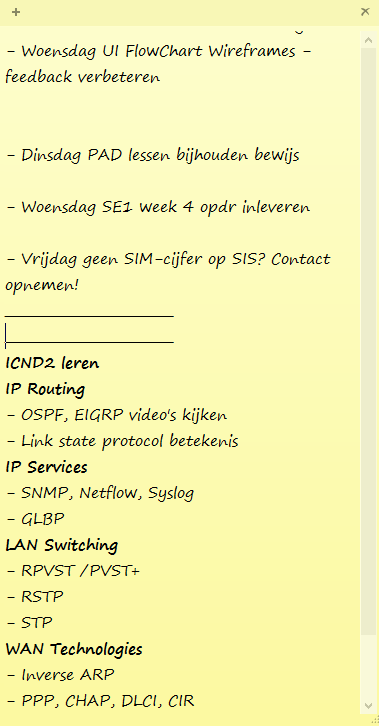 - Woensdag UI FlowChart Wireframes -
feedback verbeteren
- Dinsdag PAD lessen bijhouden bewijs
- Woensdag SE1 week 4 opdr inleveren
- Vrijdag geen SIM-cijfer op SIS? Contact
opnemen!
ICND2 leren
IP Routing
- OSPF, EIGRP video's kijken
- Link state protocol betekenis
IP Services
- SNMP, Netflow, Syslog
- GLBP
LAN Switching
- RPVST /PVST+
- RSTP
- STP
WAN Technologies
- Inverse ARP
- PPP, CHAP, DLCI, CIR